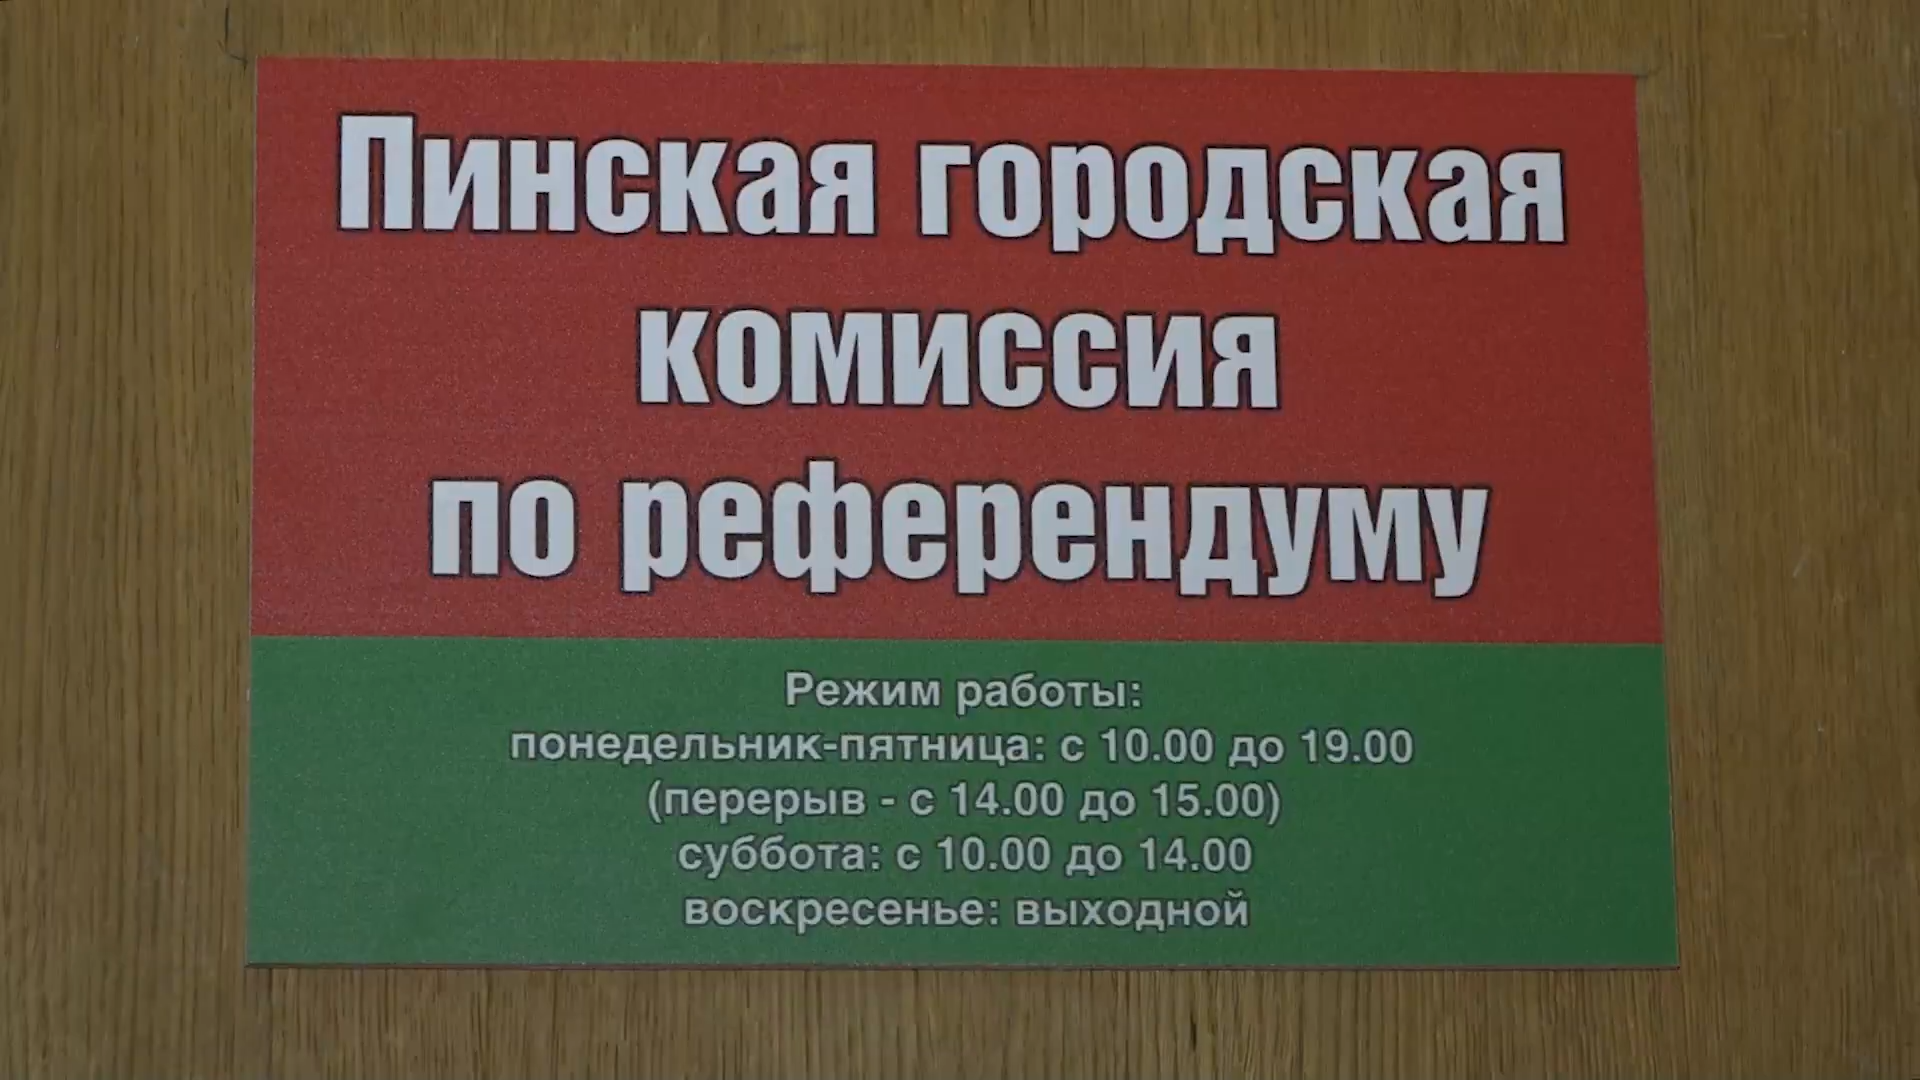 Пинская городская
комиссия
по референдуму
Режим работы:
понедельник-пятница: с 10.00 до 19.00
(перерыв - с 14.00 до 15.00)
суббота: с 10.00 до 14.00
воскресенье: выходной